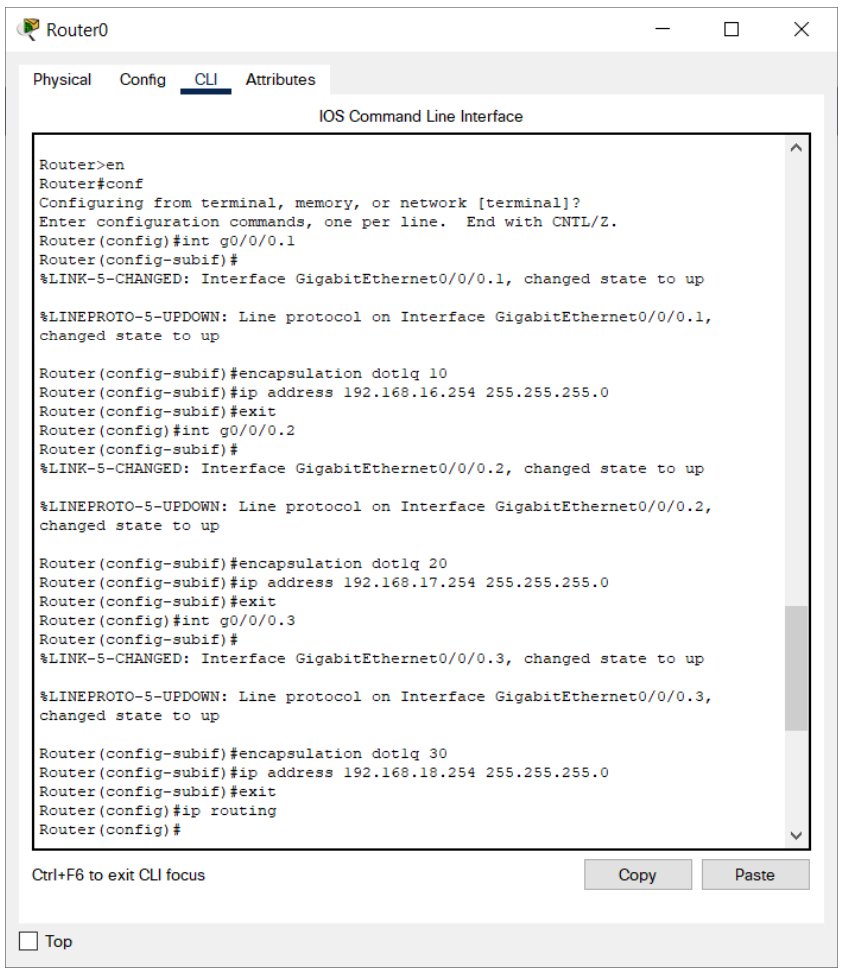 Router0
Physical Config CLI Attributes
IOS Command Line Interface
Router>en
Router#conf
Configuring from terminal, memory, or network [terminal]?
Enter configuration commands, one per line.  End with CNTL/Z.
Router(config)#int g0/0/0.1
Router(config-subif)#
%LINK-5-CHANGED: Interface GigabitEthernet0/0/0.1, changed state to up
%LINEPROTO-5-UPDOWN: Line protocol on Interface GigabitEthernet0/0/0.1,
changed state to up
Router(config-subif)#encapsulation dot1q 10
Router(config-subif)#ip address 192.168.16.254 255.255.255.0
Router(config-subif)#exit
Router(config)#int g0/0/0.2
Router(config-subif)#
%LINK-5-CHANGED: Interface GigabitEthernet0/0/0.2, changed state to up
%LINEPROTO-5-UPDOWN: Line protocol on Interface GigabitEthernet0/0/0.2,
changed state to up
Router(config-subif)#encapsulation dot1q 20
Router(config-subif)#ip address 192.168.17.254 255.255.255.0
Router(config-subif)#exit
Router(config)#int g0/0/0.3
Router(config-subif)#
%LINK-5-CHANGED: Interface GigabitEthernet0/0/0.3, changed state to up
%LINEPROTO-5-UPDOWN: Line protocol on Interface GigabitEthernet0/0/0.3,
changed state to up
Router(config-subif)#encapsulation dot1q 30
Router(config-subif)#ip address 192.168.18.254 255.255.255.0
Router(config-subif)#exit
Router(config)#ip routing
Router(config)#
Ctrl+F6 to exit CLI focus
Copy Paste
Top